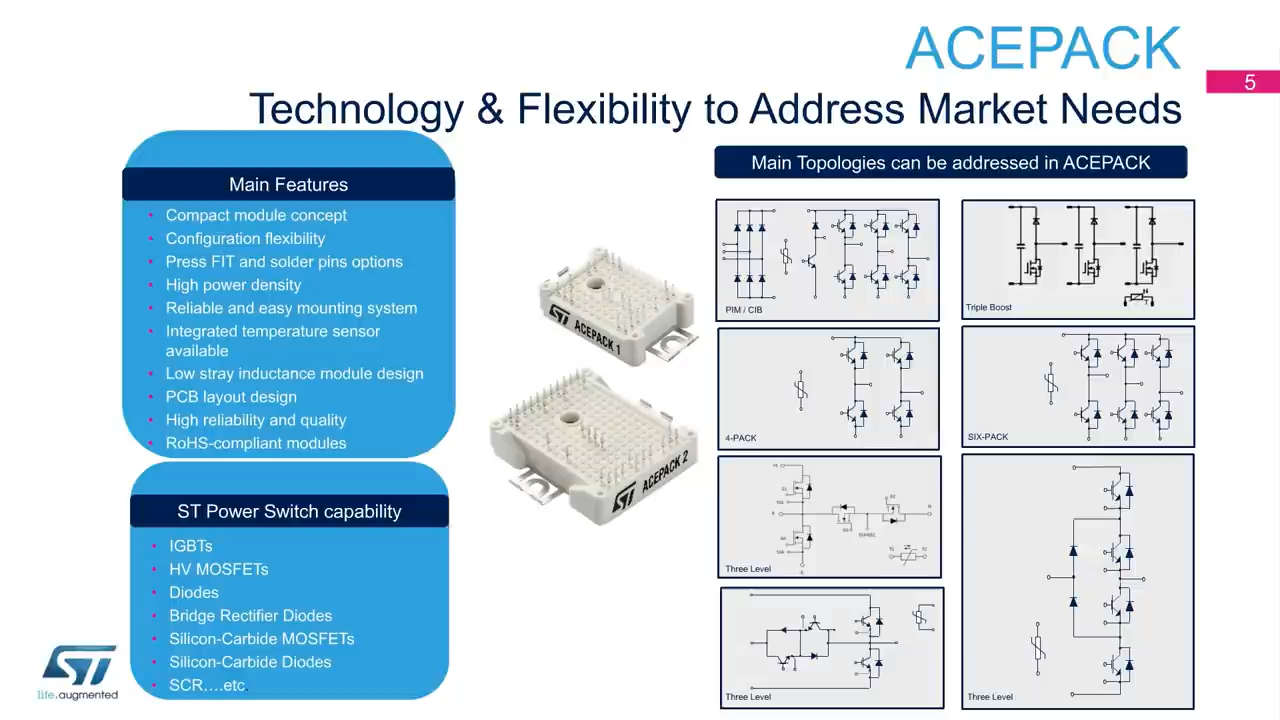 ACEPACK
5
Technology & Flexibility to Address Market Needs
Main Features
• Compact module concept
• Configuration flexibility
• Press FIT and solder pins options
• High power density
• Reliable and easy mounting system
• Integrated temperature sensor
available
• Low stray inductance module design
• PCB layout design
• High reliability and quality
• RoHS-compliant modules
ST Power Switch capability
• IGBTs
• HV MOSFETs
• Diodes
• Bridge Rectifier Diodes
• Silicon-Carbide MOSFETs
• Silicon-Carbide Diodes
• SCR….etc.
ST
life.augmented
ST ACEPACK 1
ST ACEPACK 2
Main Topologies can be addressed in ACEPACK
PIM / CIB
Triple Boost
4-PACK
SIX-PACK
Three Level
Three Level
Three Level